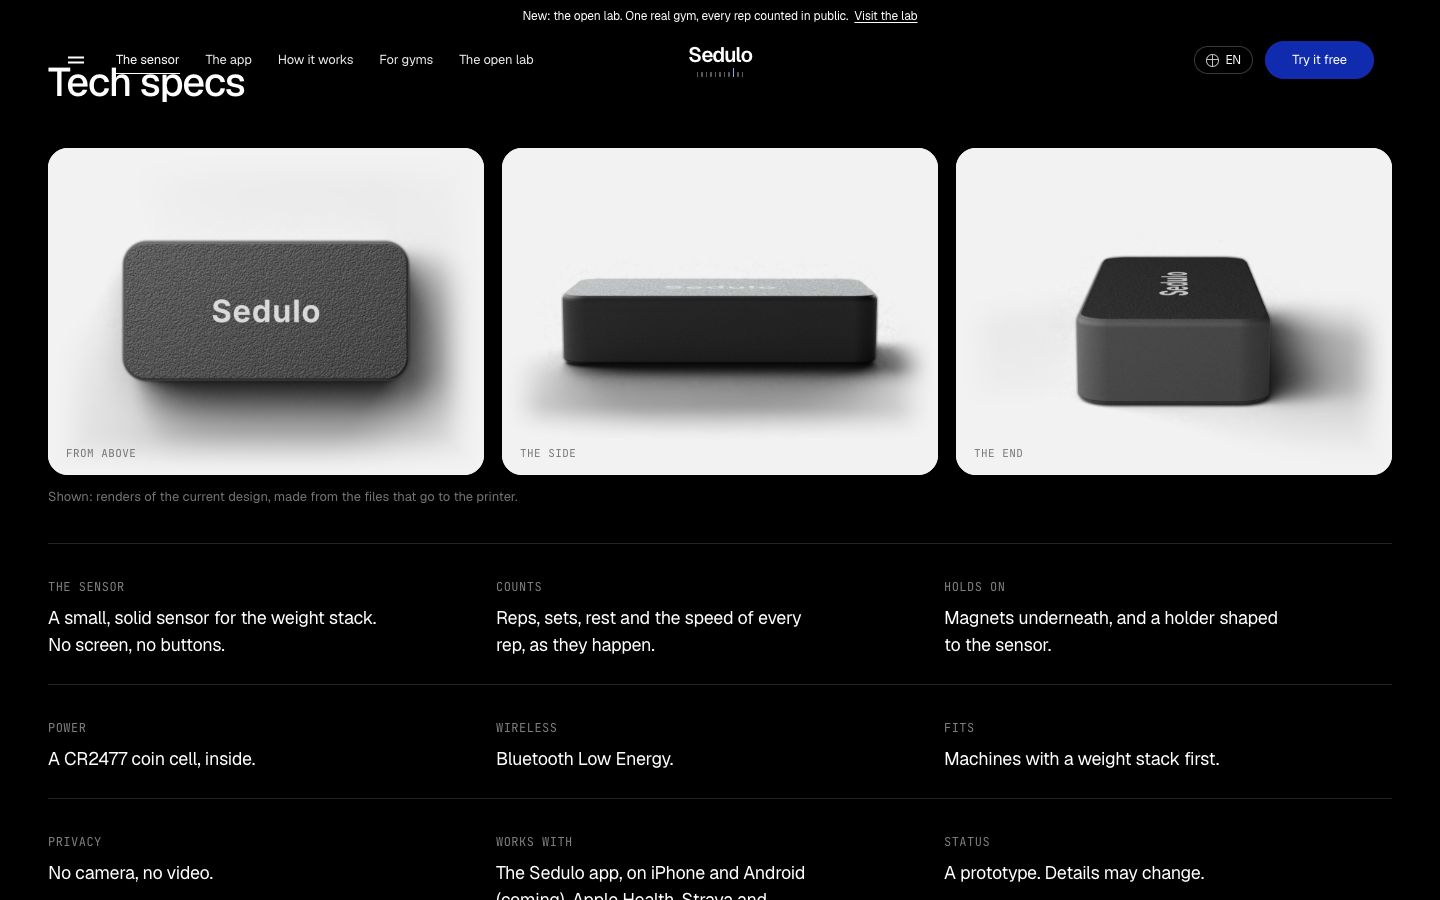 New: the open lab. One real gym, every rep counted in public. Visit the lab
The sensor
The app
How it works
For gyms
The open lab
Sedulo
EN
Try it free
Tech specs
Sedulo
Sedulo
Sedulo
FROM ABOVE
THE SIDE
THE END
Shown: renders of the current design, made from the files that go to the printer.
THE SENSOR
A small, solid sensor for the weight stack.
No screen, no buttons.
COUNTS
Reps, sets, rest and the speed of every
rep, as they happen.
HOLDS ON
Magnets underneath, and a holder shaped
to the sensor.
POWER
A CR2477 coin cell, inside.
WIRELESS
Bluetooth Low Energy.
FITS
Machines with a weight stack first.
PRIVACY
No camera, no video.
WORKS WITH
The Sedulo app, on iPhone and Android
(coming), Apple Health, Strava and
STATUS
A prototype. Details may change.